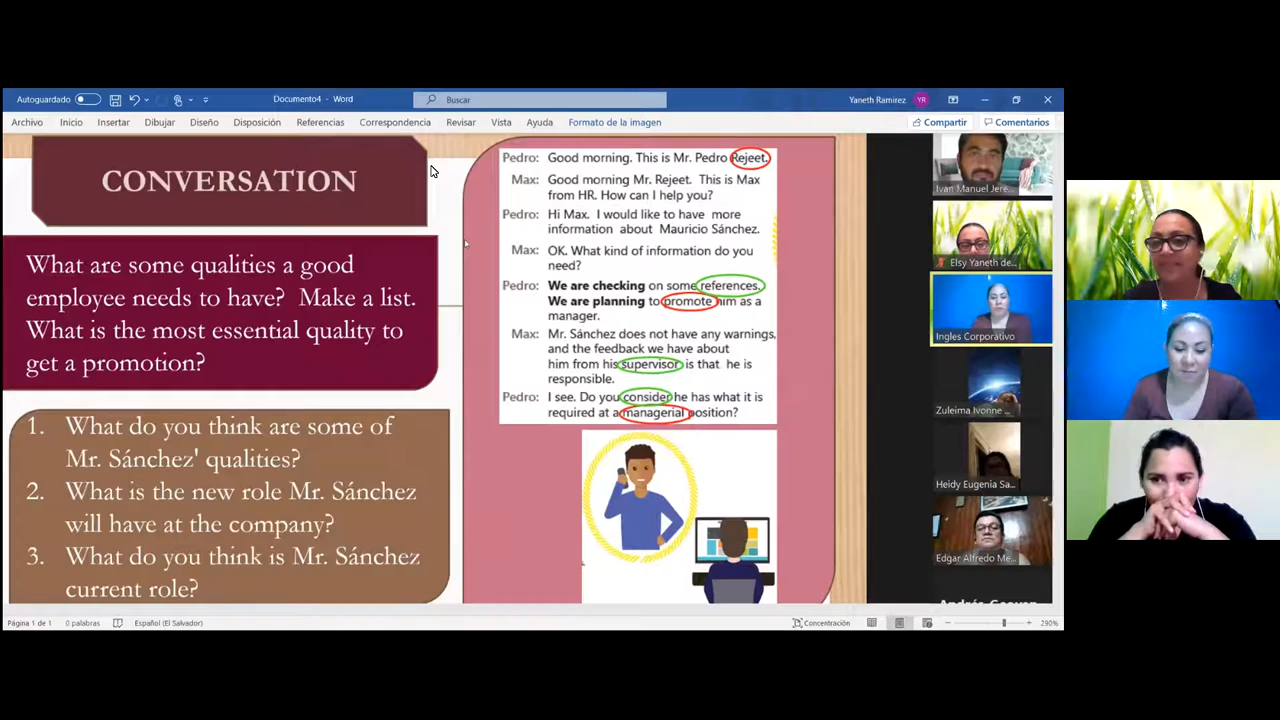 Autoguardado
Documento4 - Word
Buscar
Yaneth Ramirez
YR
Archivo Inicio Insertar Dibujar Diseño Disposición Referencias Correspondencia Revisar Vista Ayuda Formato de la imagen
Compartir
Comentarios
CONVERSATION
What are some qualities a good
employee needs to have? Make a list.
What is the most essential quality to
get a promotion?
1. What do you think are some of
Mr. Sánchez' qualities?
2. What is the new role Mr. Sánchez
will have at the company?
3. What do you think is Mr. Sánchez
current role?
Pedro: Good morning. This is Mr. Pedro Rejeet.
Max: Good morning Mr. Rejeet. This is Max
from HR. How can I help you?
Pedro: Hi Max. I would like to have more
information about Mauricio Sánchez.
Max: OK. What kind of information do you
need?
Pedro: We are checking on some references.
We are planning to promote him as a
manager.
Max: Mr. Sánchez does not have any warnings,
and the feedback we have about
him from his supervisor is that he is
responsible.
Pedro: I see. Do you consider he has what it is
required at a managerial position?
Ivan Manuel Jere...
Elsy Yaneth de...
Ingles Corporativo
Zuleima Ivonne ...
Heidy Eugenia Sa...
Edgar Alfredo Me...
Página 1 de 1
0 palabras
Español (El Salvador)
Concentración
290%